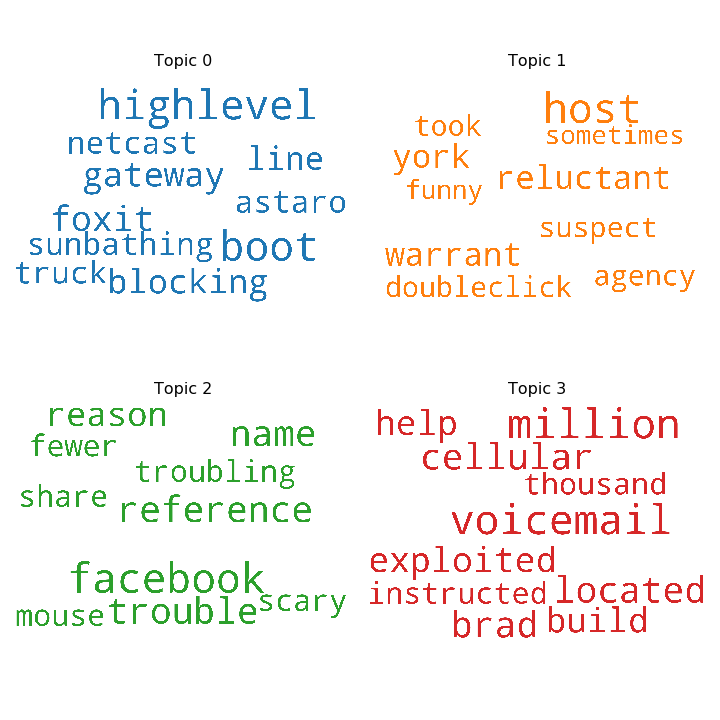 Topic 0
highlevel
netcast
line
gateway
astaro
foxit
sunbathing
boot
truck
blocking
Topic 1
host
took
sometimes
york
reluctant
funny
suspect
warrant
agency
doubleclick
Topic 2
reason
name
fewer
troubling
share
reference
facebook
scary
mouse
trouble
Topic 3
million
help
cellular
thousand
voicemail
exploited
located
instructed
build
brad